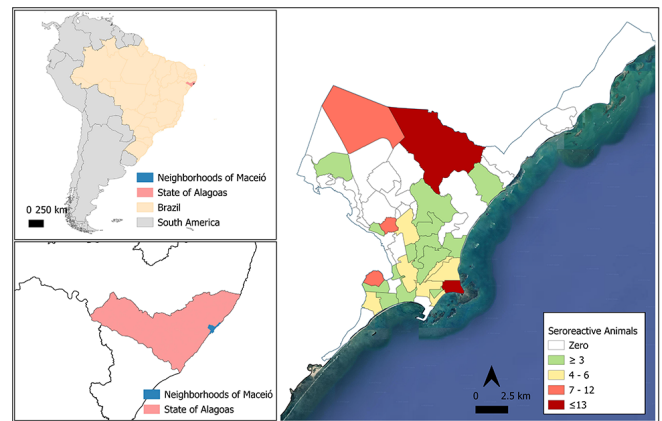 Neighborhoods of Maceió
State of Alagoas
Brazil
South America
0 250 km
Neighborhoods of Maceió
State of Alagoas
Seroreactive Animals
Zero
≥ 3
4 - 6
7 - 12
≤13
0 2.5 km